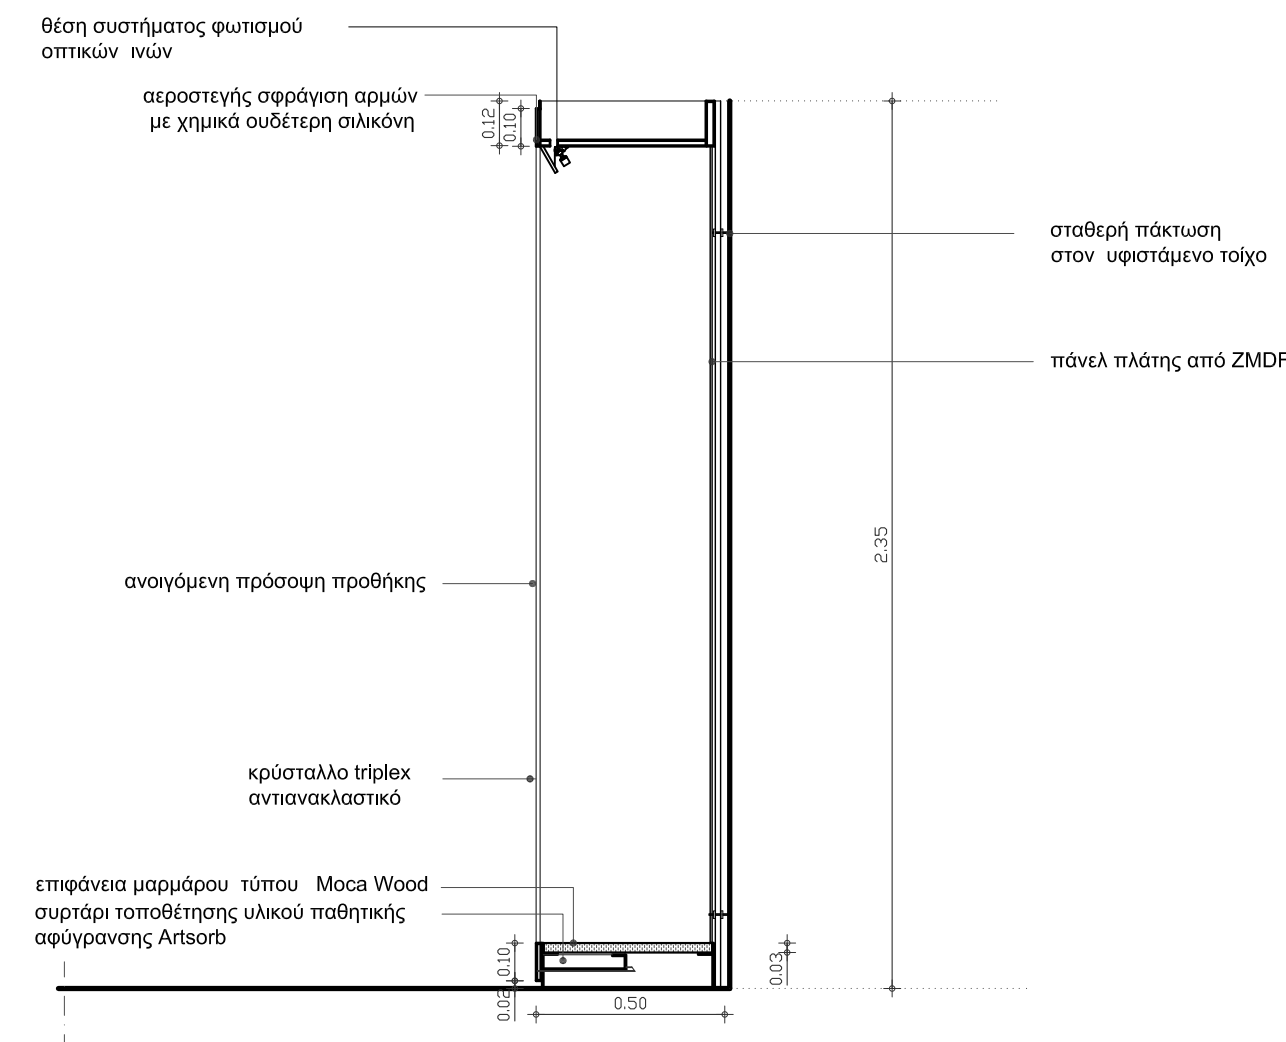 θέση συστήματος φωτισμού
οπτικών ινών
αεροστεγής σφράγιση αρμών
με χημικά ουδέτερη σιλικόνη
0.12
0.10
σταθερή πάκτωση
στον υφιστάμενο τοίχο
πάνελ πλάτης από ZMDF
2.35
ανοιγόμενη πρόσοψη προθήκης
κρύσταλλο triplex
αντιανακλαστικό
επιφάνεια μαρμάρου τύπου Moca Wood
συρτάρι τοποθέτησης υλικού παθητικής
αφύγρανσης Artsorb
0.10
0.03
0.02
0.50